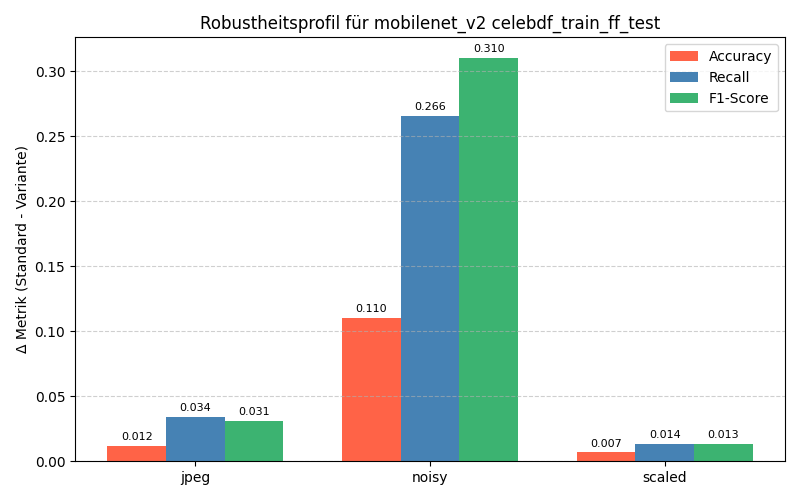 Robustheitsprofil für mobilenet_v2 celebdf_train_ff_test
Δ Metrik (Standard - Variante)
0.30
0.25
0.20
0.15
0.10
0.05
0.00
Accuracy
Recall
F1-Score
0.012
0.034
0.031
0.110
0.266
0.310
0.007
0.014
0.013
jpeg
noisy
scaled